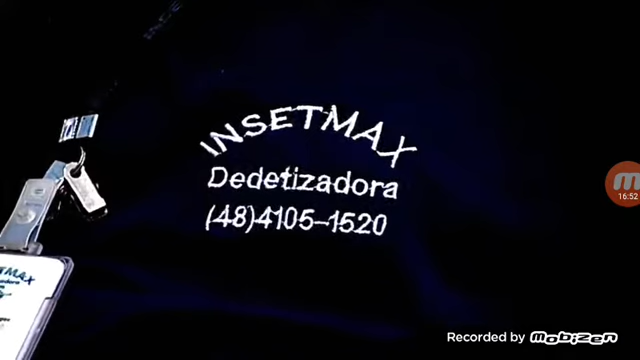 INSETMAX
Dedetizadora
(48)4105-1520
16:52
Recorded by mobizen